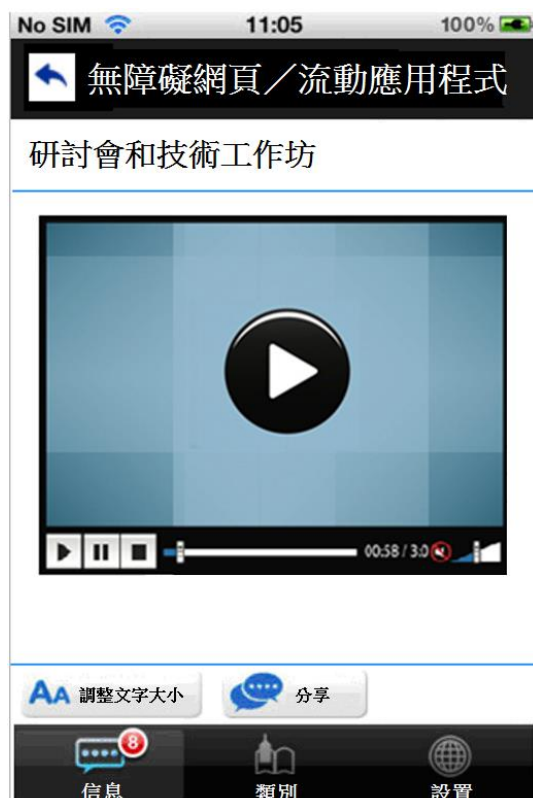 No SIM 11:05 100%
無障礙網頁／流動應用程式
研討會和技術工作坊
00:58 / 3:0
AA 調整文字大小 分享
8
信息 類別 設置